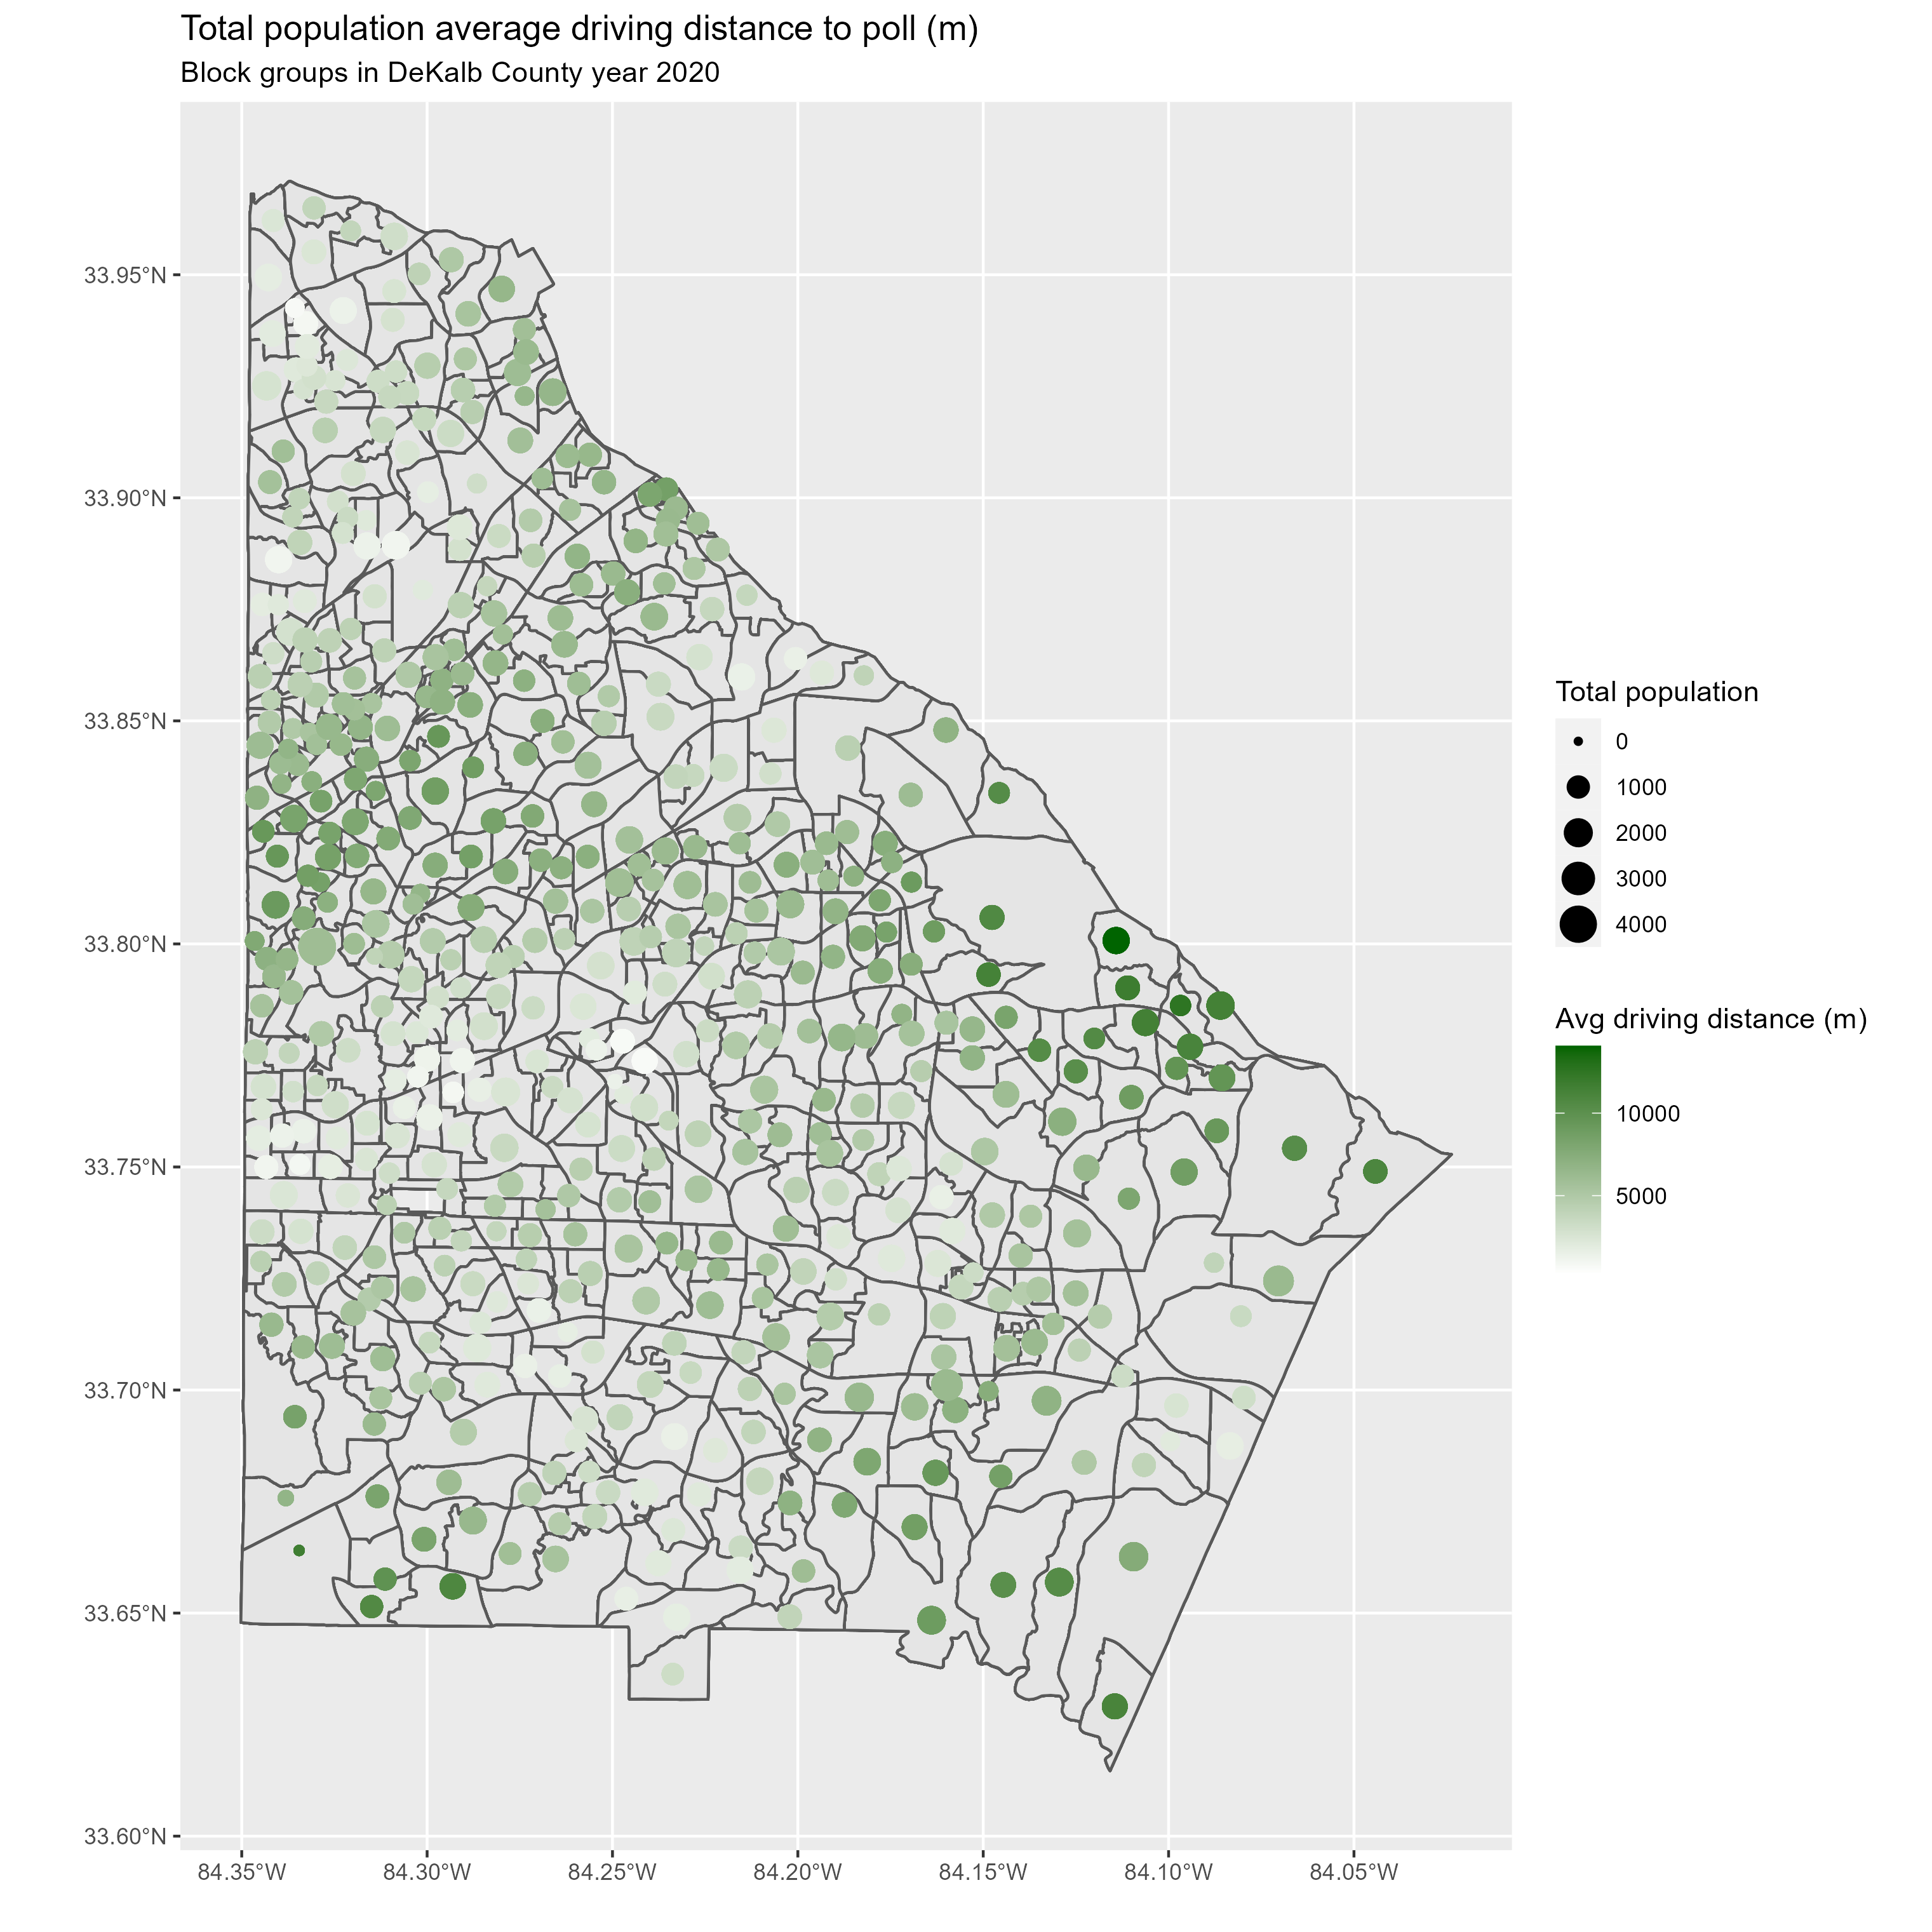 Total population average driving distance to poll (m)
Block groups in DeKalb County year 2020
33.95°N
33.90°N
33.85°N
33.80°N
33.75°N
33.70°N
33.65°N
33.60°N
84.35°W
84.30°W
84.25°W
84.20°W
84.15°W
84.10°W
84.05°W
Total population
0
1000
2000
3000
4000
Avg driving distance (m)
10000
5000